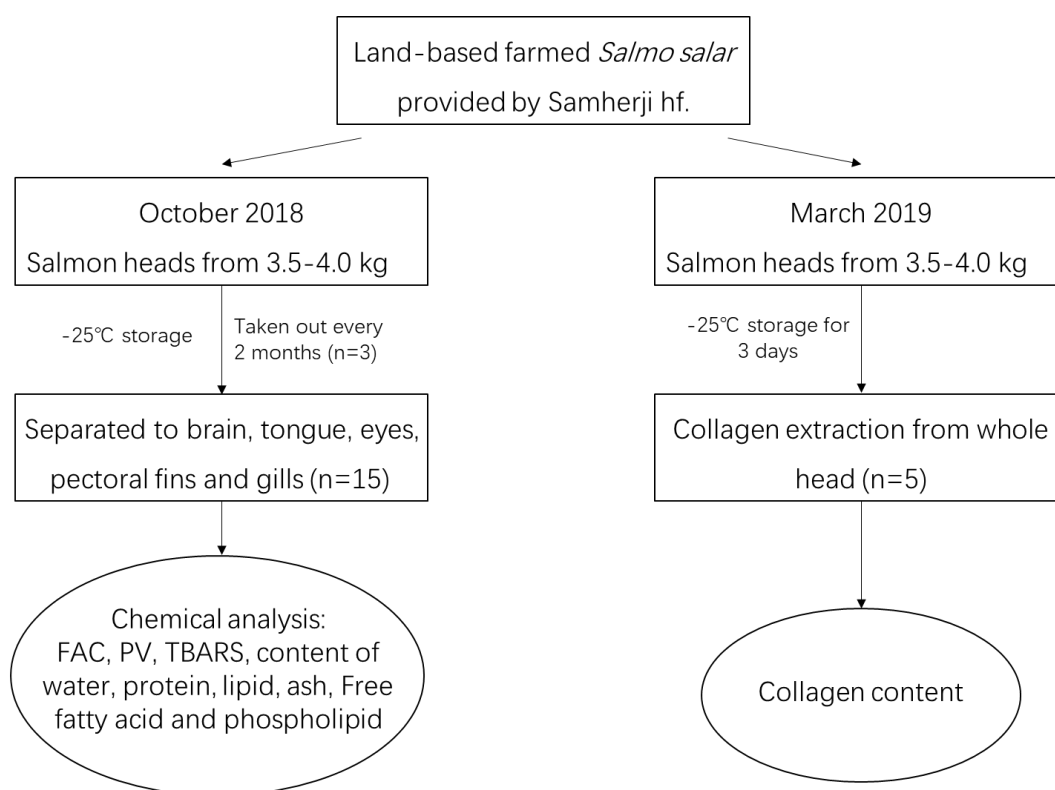 Land-based farmed Salmo salar
provided by Samherji hf.
October 2018
Salmon heads from 3.5-4.0 kg
March 2019
Salmon heads from 3.5-4.0 kg
-25℃ storage
Taken out every
2 months (n=3)
-25℃ storage for
3 days
Separated to brain, tongue, eyes,
pectoral fins and gills (n=15)
Collagen extraction from whole
head (n=5)
Chemical analysis:
FAC, PV, TBARS, content of
water, protein, lipid, ash, Free
fatty acid and phospholipid
Collagen content